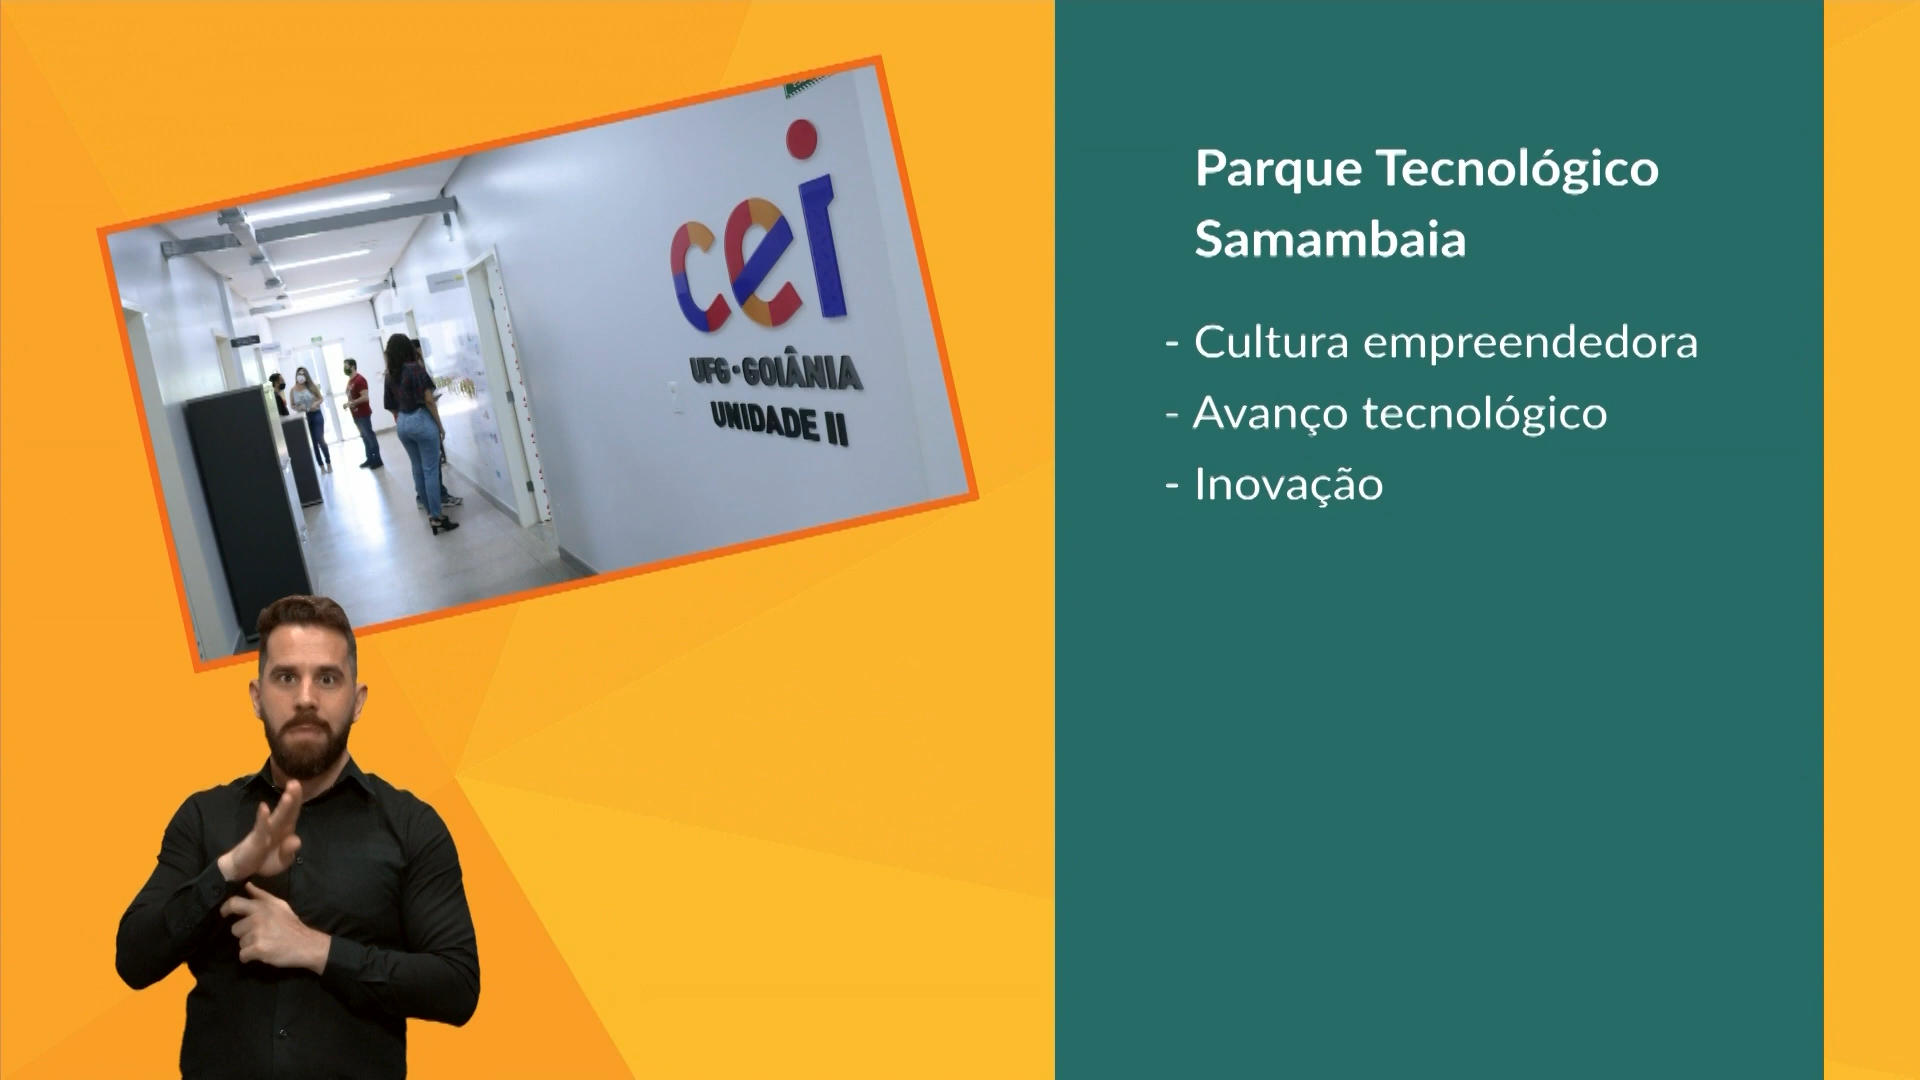 cei
UFG·GOIÂNIA
UNIDADE II
Parque Tecnológico
Samambaia
- Cultura empreendedora
- Avanço tecnológico
- Inovação